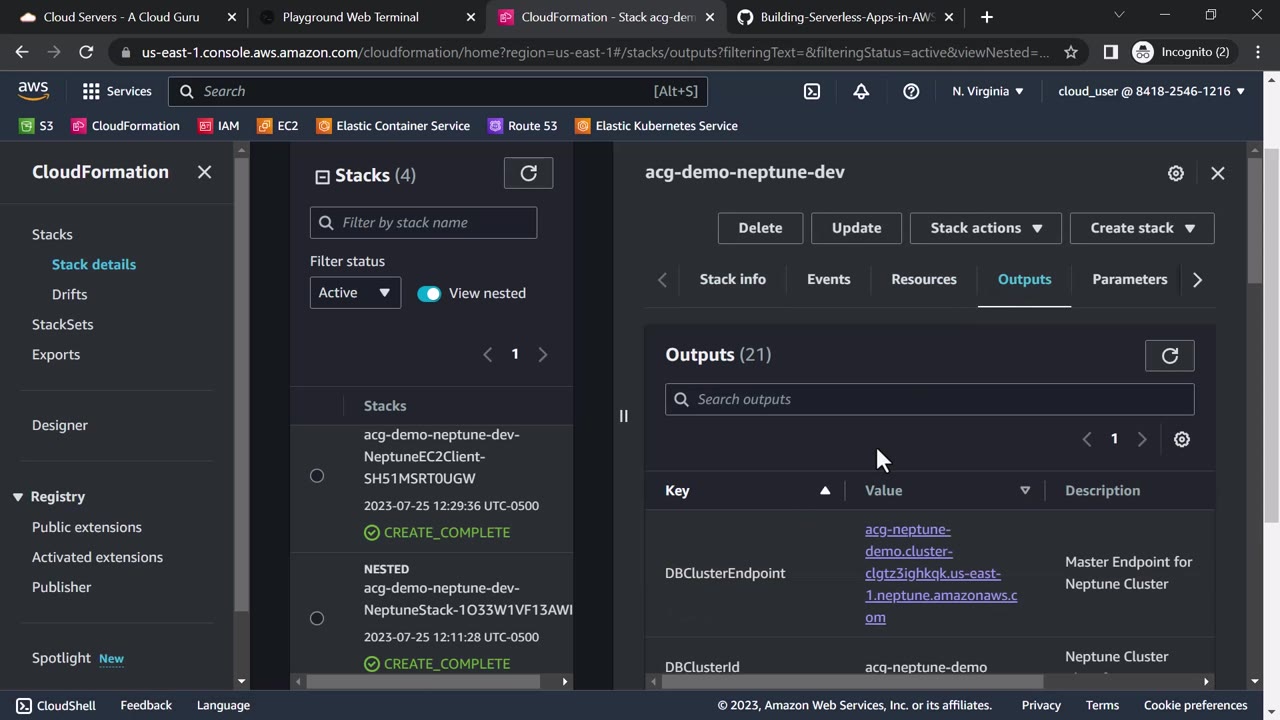 Cloud Servers - A Cloud Guru
Playground Web Terminal
CloudFormation - Stack acg-dem
Building-Serverless-Apps-in-AWS
us-east-1.console.aws.amazon.com/cloudformation/home?region=us-east-1#/stacks/outputs?filteringText=&filteringStatus=active&viewNested=...
Incognito (2)
aws
Services
Search
[Alt+S]
N. Virginia
cloud_user @ 8418-2546-1216
S3
CloudFormation
IAM
EC2
Elastic Container Service
Route 53
Elastic Kubernetes Service
CloudFormation
Stacks
Stack details
Drifts
StackSets
Exports
Designer
Registry
Public extensions
Activated extensions
Publisher
Spotlight New
Stacks (4)
Filter by stack name
Filter status
Active
View nested
1
Stacks
acg-demo-neptune-dev-
NeptuneEC2Client-
SH51MSRT0UGW
2023-07-25 12:29:36 UTC-0500
CREATE_COMPLETE
NESTED
acg-demo-neptune-dev-
NeptuneStack-1O33W1VF13AWI
2023-07-25 12:11:28 UTC-0500
CREATE_COMPLETE
acg-demo-neptune-dev
Delete
Update
Stack actions
Create stack
Stack info
Events
Resources
Outputs
Parameters
Outputs (21)
Search outputs
1
Key
Value
Description
DBClusterEndpoint
acg-neptune-
demo.cluster-
clgtz3ighkqk.us-east-
1.neptune.amazonaws.c
om
Master Endpoint for
Neptune Cluster
DBClusterId
acg-neptune-demo
Neptune Cluster
CloudShell
Feedback
Language
© 2023, Amazon Web Services, Inc. or its affiliates.
Privacy
Terms
Cookie preferences